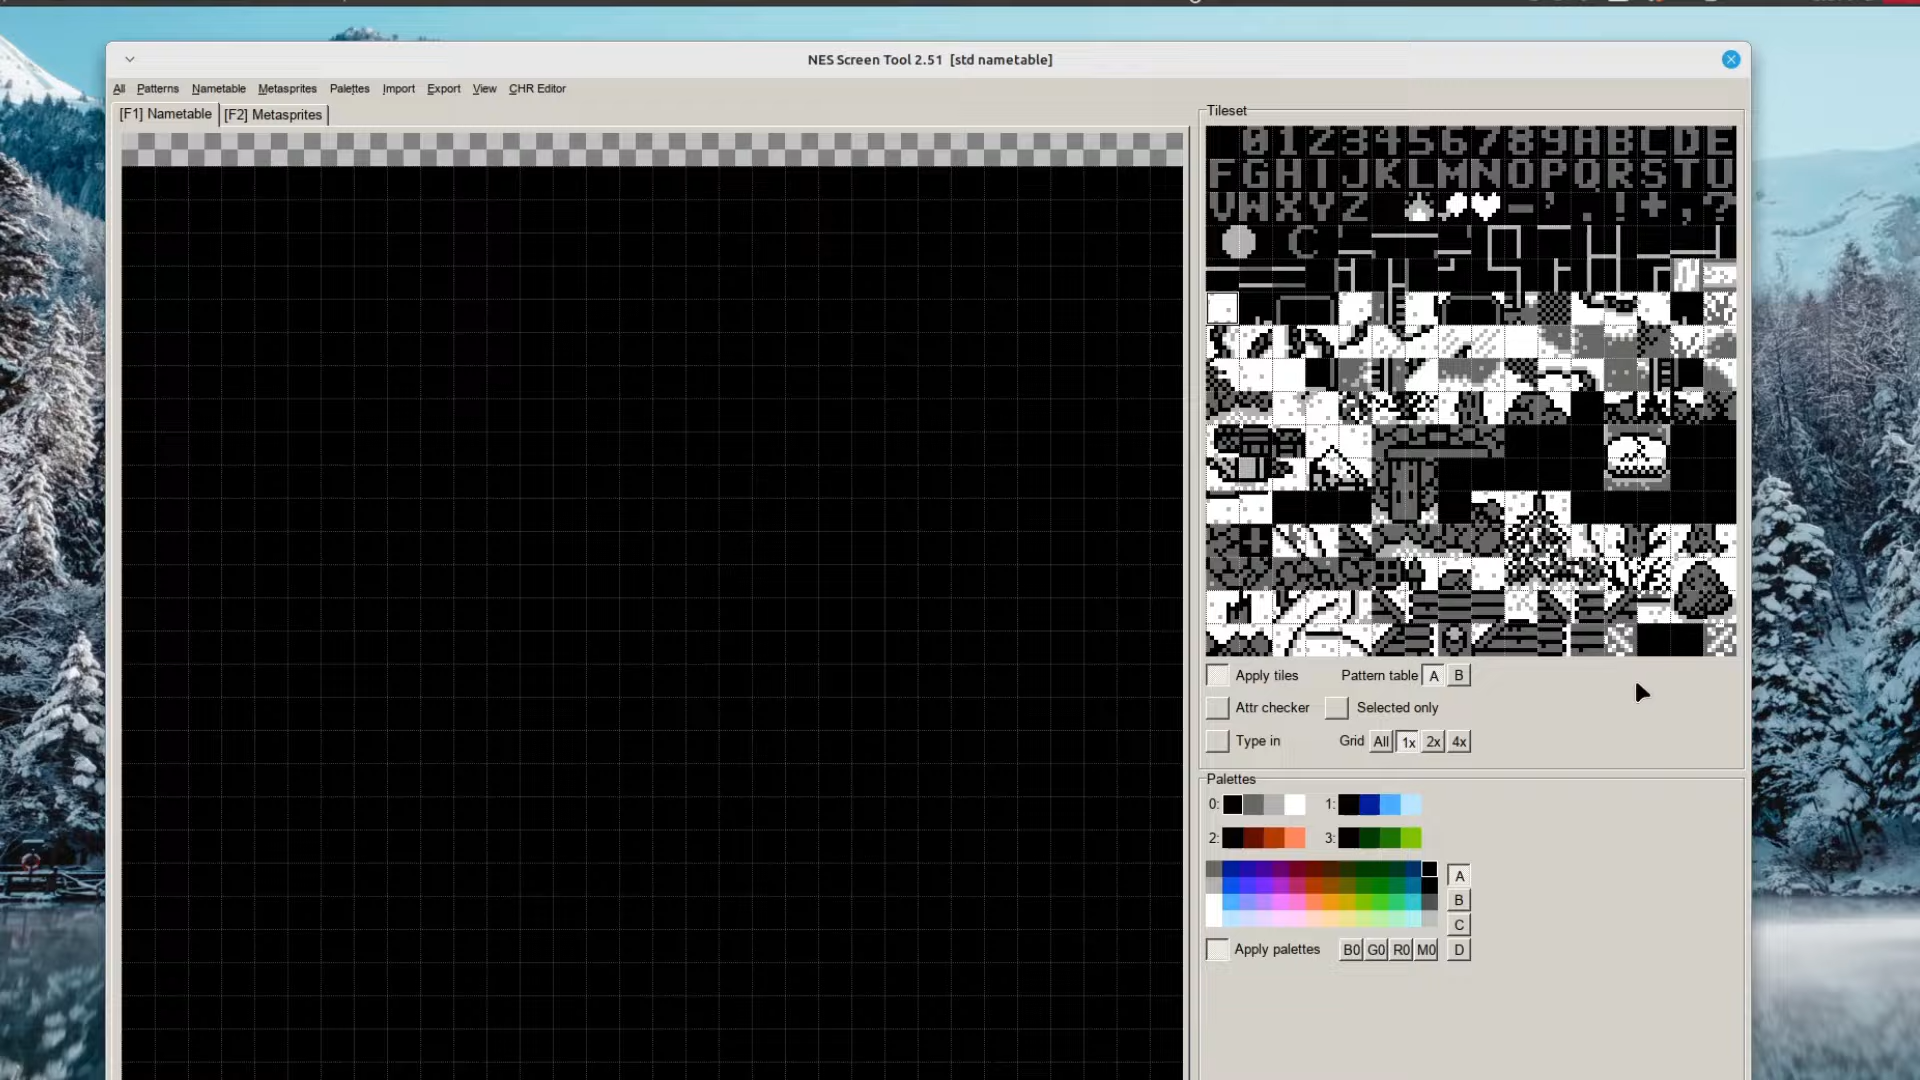 NES Screen Tool 2.51 [std nametable]
All Patterns Nametable Metasprites Palettes Import Export View CHR Editor
[F1] Nametable [F2] Metasprites
Tileset
0123456789ABCDE
FGHIJKLMNOPQRSTU
VWXYZ - ' . ! + , ?
C
Apply tiles Pattern table A B
Attr checker Selected only
Type in Grid All 1x 2x 4x
Palettes
0: 1:
2: 3:
A
B
C
Apply palettes B0 G0 R0 M0 D